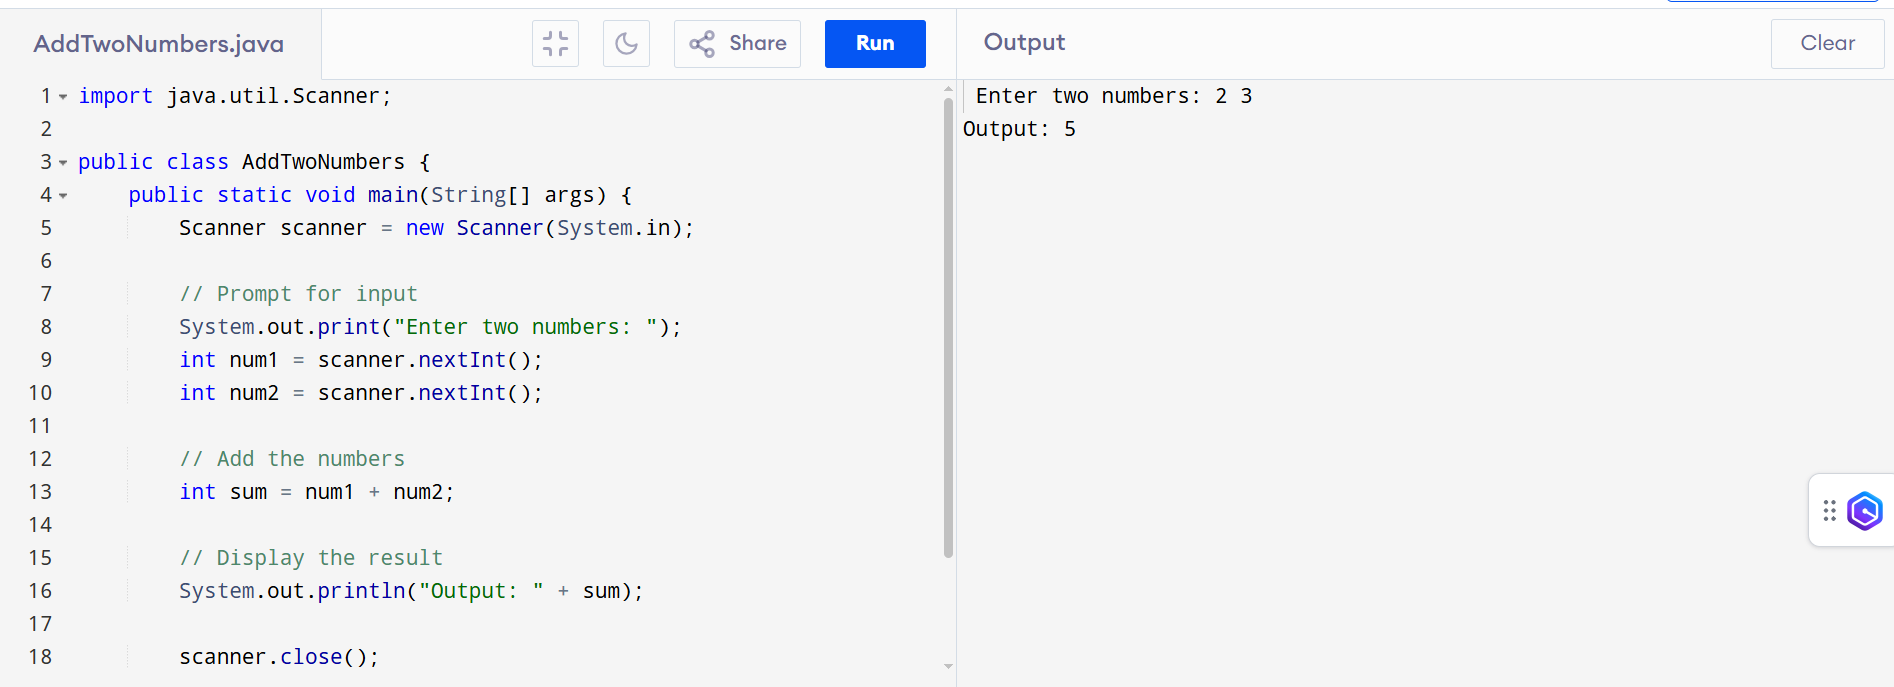 AddTwoNumbers.java
Share
Run
Output
Clear
1 import java.util.Scanner;
2
3 public class AddTwoNumbers {
4     public static void main(String[] args) {
5         Scanner scanner = new Scanner(System.in);
6
7         // Prompt for input
8         System.out.print("Enter two numbers: ");
9         int num1 = scanner.nextInt();
10         int num2 = scanner.nextInt();
11
12         // Add the numbers
13         int sum = num1 + num2;
14
15         // Display the result
16         System.out.println("Output: " + sum);
17
18         scanner.close();
Enter two numbers: 2 3
Output: 5